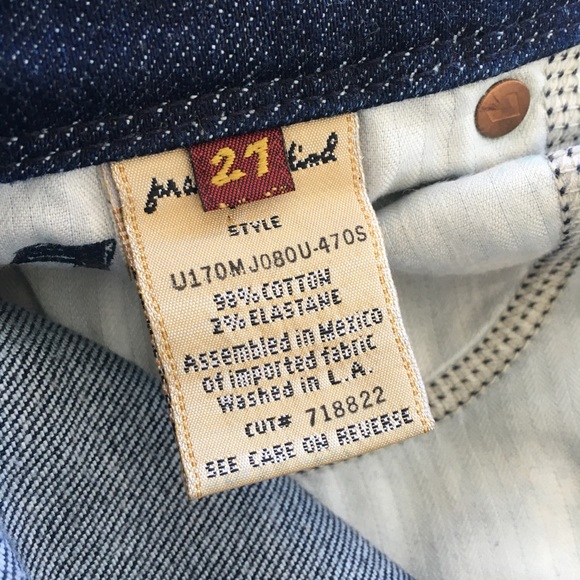 27
STYLE
U170MJ080U-470S
98%COTTON
2%ELASTANE
Assembled in Mexico
of imported fabric
Washed in L.A.
CUT# 718822
SEE CARE ON REVERSE